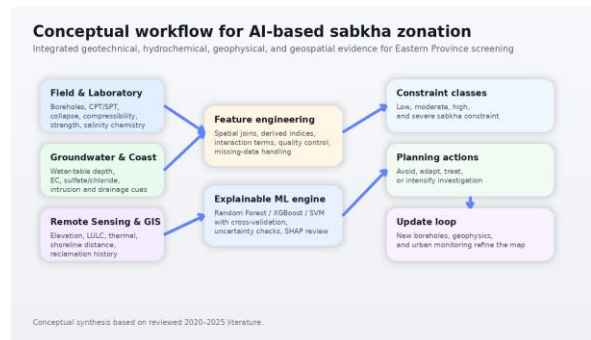 Conceptual workflow for AI-based sabkha zonation
Integrated geotechnical, hydrochemical, geophysical, and geospatial evidence for Eastern Province screening
Field & Laboratory
Boreholes, CPT/SPT,
collapse, compressibility,
strength, salinity chemistry
Groundwater & Coast
Water-table depth,
EC, sulfate/chloride,
intrusion and drainage cues
Remote Sensing & GIS
Elevation, LULC, thermal,
shoreline distance,
reclamation history
Feature engineering
Spatial joins, derived indices,
interaction terms, quality control,
missing-data handling
Explainable ML engine
Random Forest / XGBoost / SVM
with cross-validation,
uncertainty checks, SHAP review
Constraint classes
Low, moderate, high,
and severe sabkha constraint
Planning actions
Avoid, adapt, treat,
or intensify investigation
Update loop
New boreholes, geophysics,
and urban monitoring refine the map
Conceptual synthesis based on reviewed 2020–2025 literature.